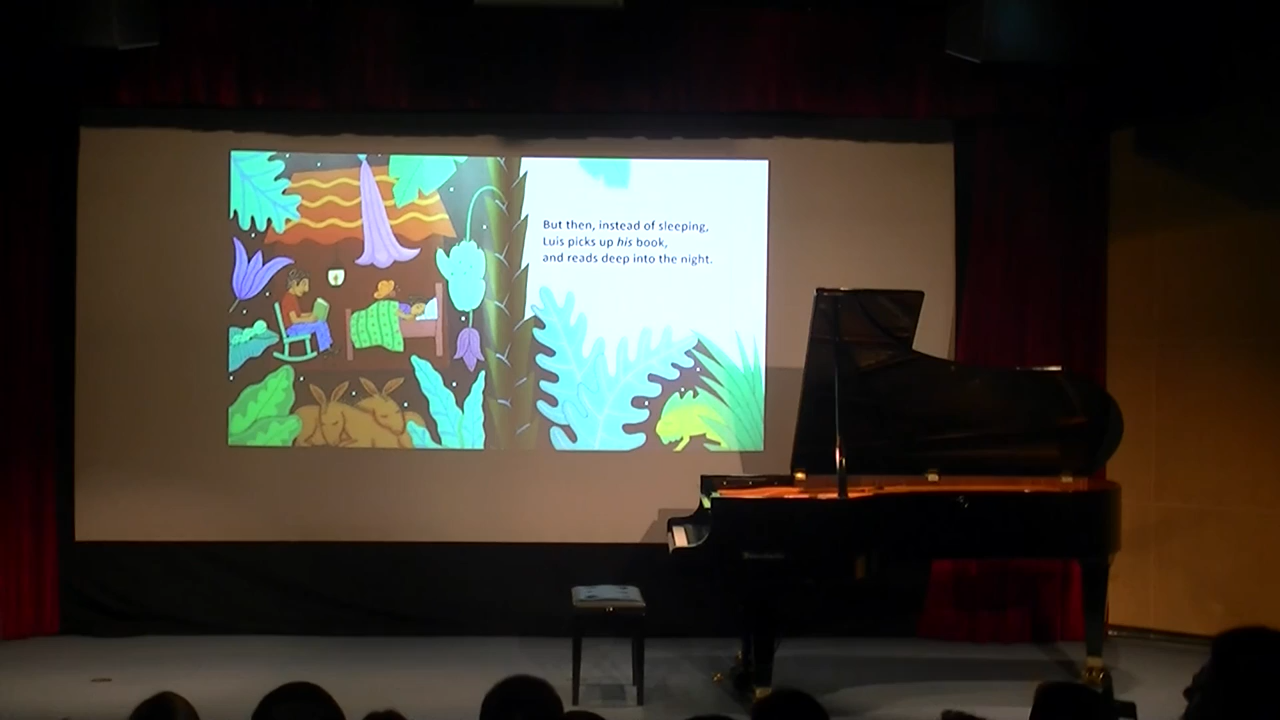 But then, instead of sleeping,
Luis picks up his book,
and reads deep into the night.